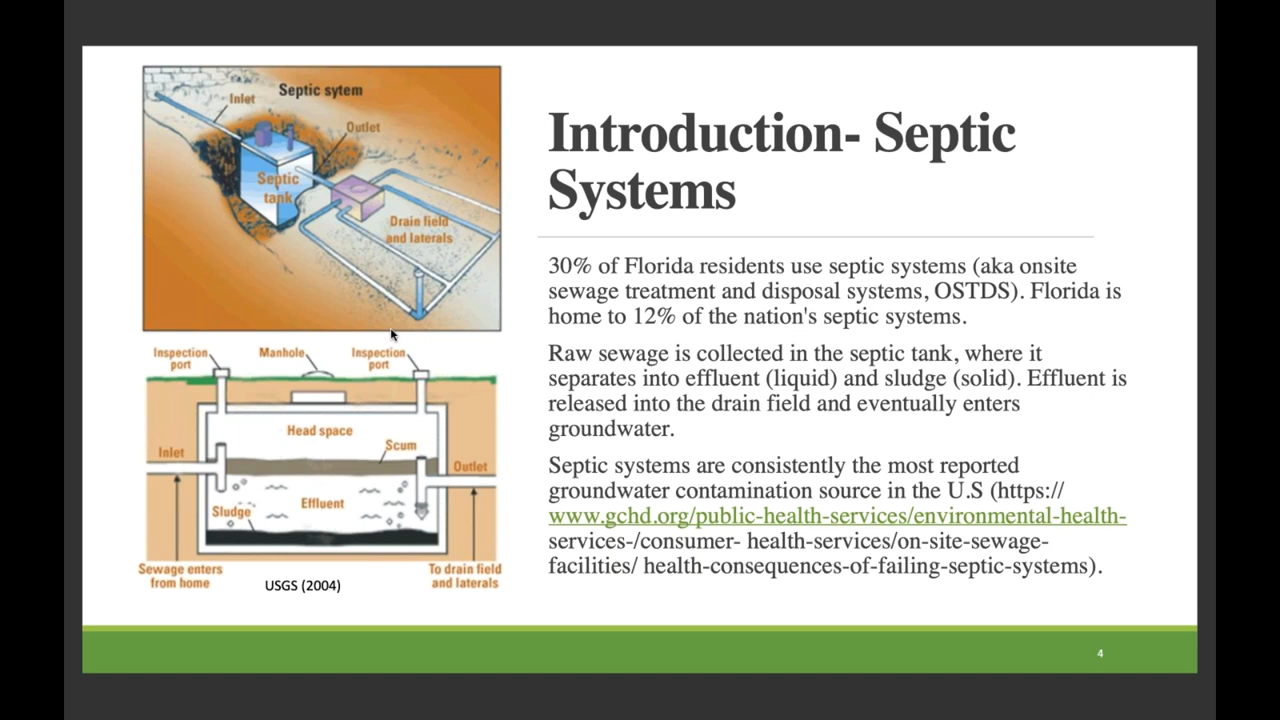 Septic sytem
Inlet
Outlet
Septic
tank
Drain field
and laterals
Inspection
port
Manhole
Inspection
port
Head space
Scum
Inlet
Outlet
Effluent
Sludge
Sewage enters
from home
To drain field
and laterals
USGS (2004)
Introduction- Septic
Systems
30% of Florida residents use septic systems (aka onsite
sewage treatment and disposal systems, OSTDS). Florida is
home to 12% of the nation's septic systems.
Raw sewage is collected in the septic tank, where it
separates into effluent (liquid) and sludge (solid). Effluent is
released into the drain field and eventually enters
groundwater.
Septic systems are consistently the most reported
groundwater contamination source in the U.S (https://
www.gchd.org/public-health-services/environmental-health-
services-/consumer- health-services/on-site-sewage-
facilities/ health-consequences-of-failing-septic-systems).
4